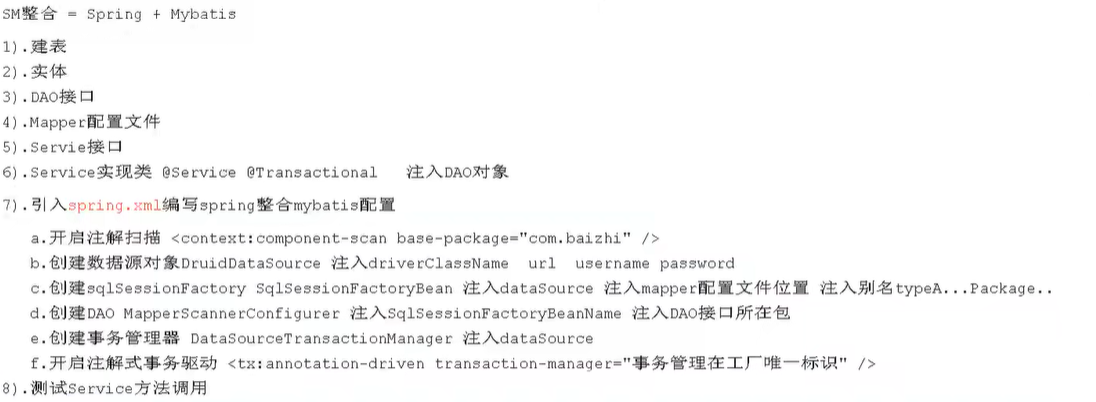 SM整合 = Spring + Mybatis
1).建表
2).实体
3).DAO接口
4).Mapper配置文件
5).Servie接口
6).Service实现类 @Service @Transactional 注入DAO对象
7).引入spring.xml编写spring整合mybatis配置
a.开启注解扫描 <context:component-scan base-package="com.baizhi" />
b.创建数据源对象DruidDataSource 注入driverClassName url username password
c.创建sqlSessionFactory SqlSessionFactoryBean 注入dataSource 注入mapper配置文件位置 注入别名typeA...Package..
d.创建DAO MapperScannerConfigurer 注入SqlSessionFactoryBeanName 注入DAO接口所在包
e.创建事务管理器 DataSourceTransactionManager 注入dataSource
f.开启注解式事务驱动 <tx:annotation-driven transaction-manager="事务管理在工厂唯一标识" />
8).测试Service方法调用